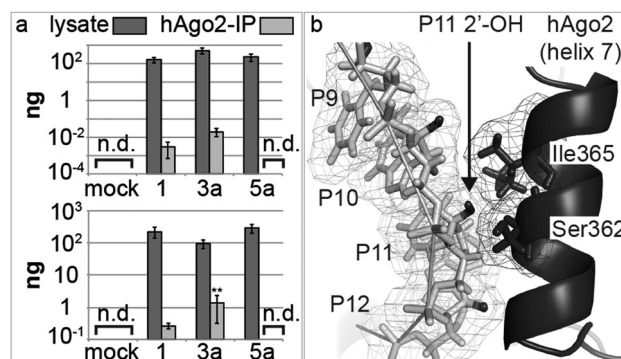 a lysate hAgo2-IP
10²
1
10⁻²
10⁻⁴
ng
n.d.
n.d.
mock 1 3a 5a
10³
10²
10
1
10⁻¹
ng
**
n.d.
n.d.
mock 1 3a 5a
b P11 2’-OH hAgo2
(helix 7)
P9
Ile365
P10
Ser362
P11
P12